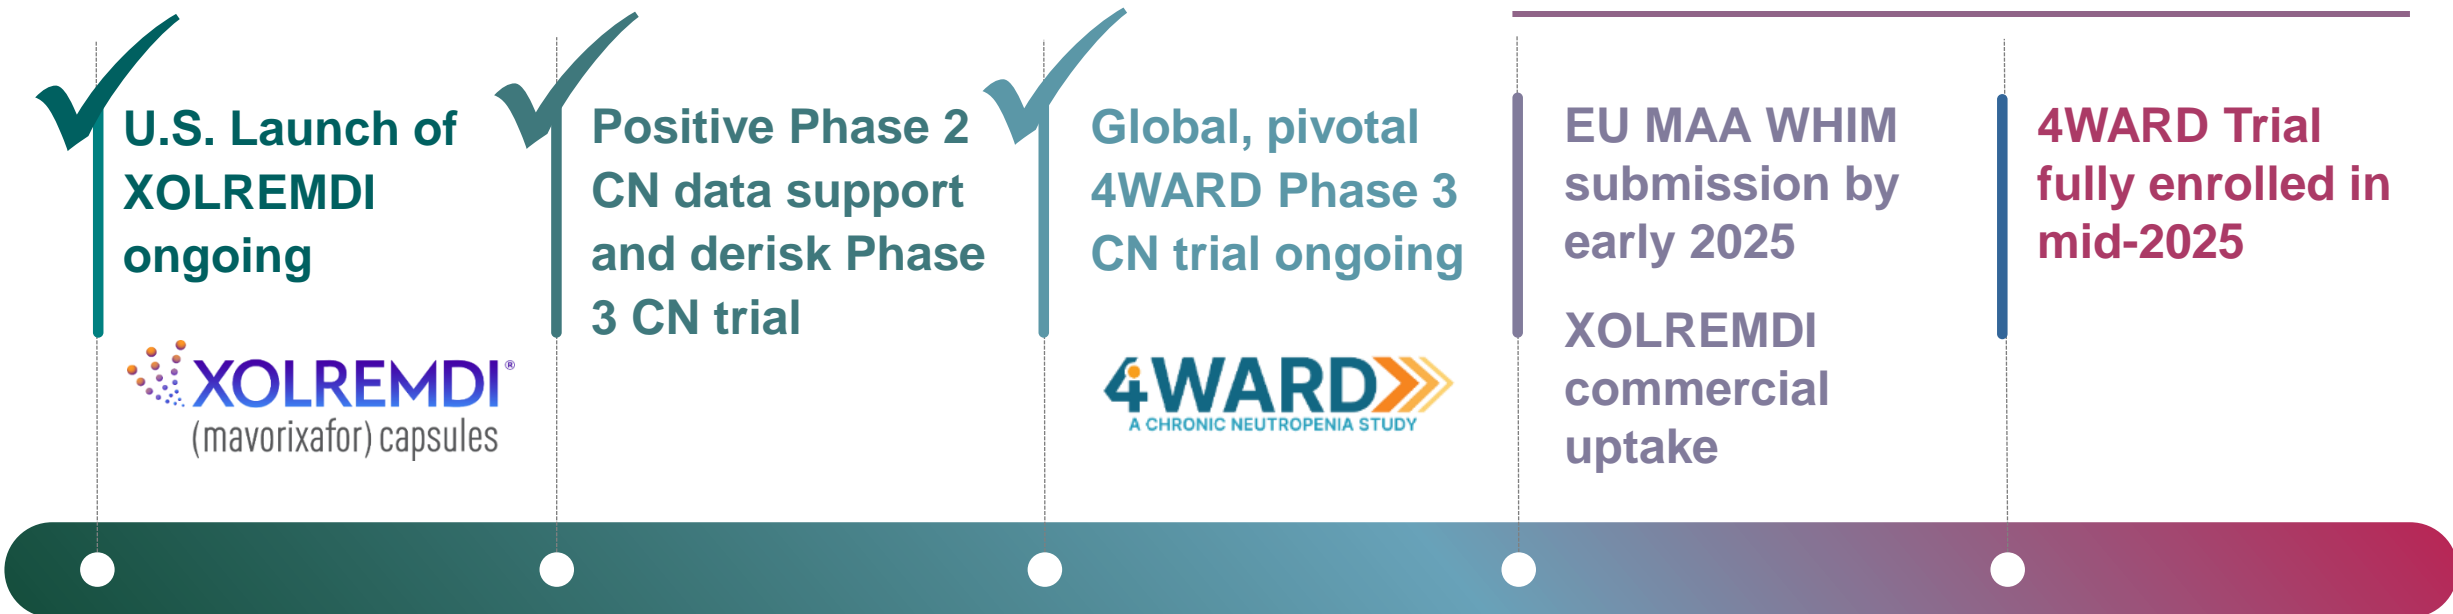 U.S. Launch of
XOLREMDI
ongoing
XOLREMDI®
(mavorixafor) capsules
Positive Phase 2
CN data support
and derisk Phase
3 CN trial
Global, pivotal
4WARD Phase 3
CN trial ongoing
4WARD
A CHRONIC NEUTROPENIA STUDY
EU MAA WHIM
submission by
early 2025
XOLREMDI
commercial
uptake
4WARD Trial
fully enrolled in
mid-2025